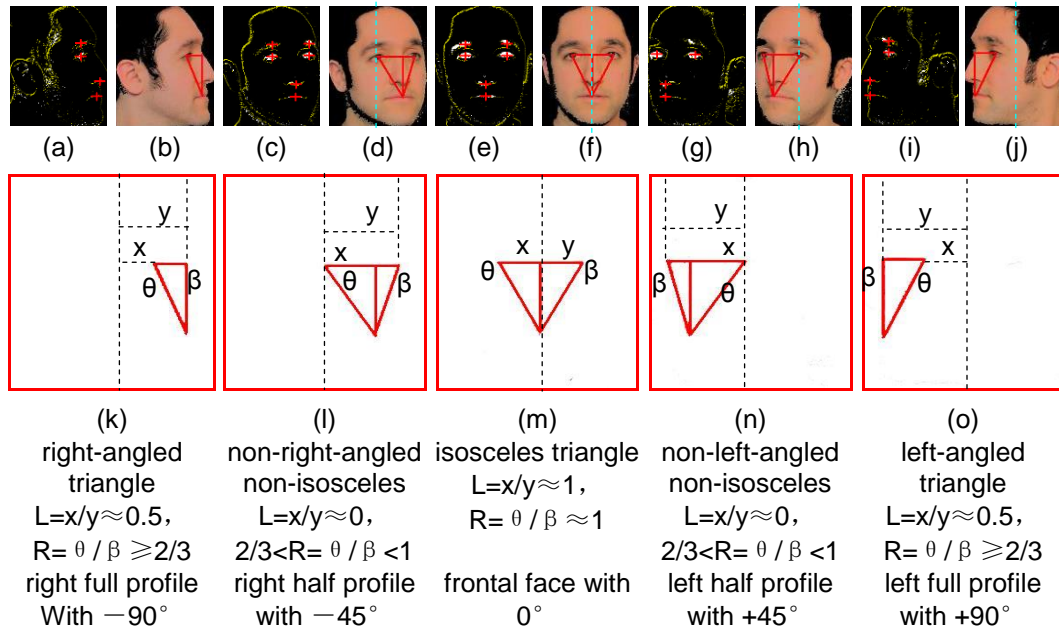 (a) (b) (c) (d) (e) (f) (g) (h) (i) (j)
y
x
θ β
y
x
θ β
x y
θ β
y
x
β θ
y
x
β θ
(k) (l) (m) (n) (o)
right-angled
triangle
L=x/y≈0.5,
R= θ / β ≥2/3
right full profile
With －90°
non-right-angled
non-isosceles
L=x/y≈0,
2/3<R= θ / β <1
right half profile
with －45°
isosceles triangle
L=x/y≈1,
R= θ / β ≈1
frontal face with
0°
non-left-angled
non-isosceles
L=x/y≈0,
2/3<R= θ / β <1
left half profile
with +45°
left-angled
triangle
L=x/y≈0.5,
R= θ / β ≥2/3
left full profile
with +90°